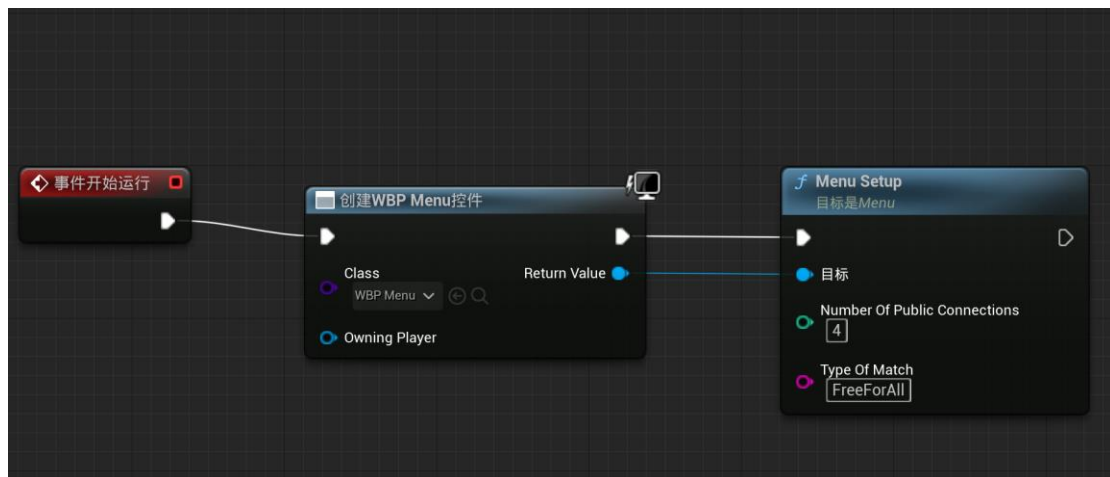 事件开始运行
创建WBP Menu控件
Class
WBP Menu
Return Value
Owning Player
f Menu Setup
目标是Menu
目标
Number Of Public Connections
4
Type Of Match
FreeForAll